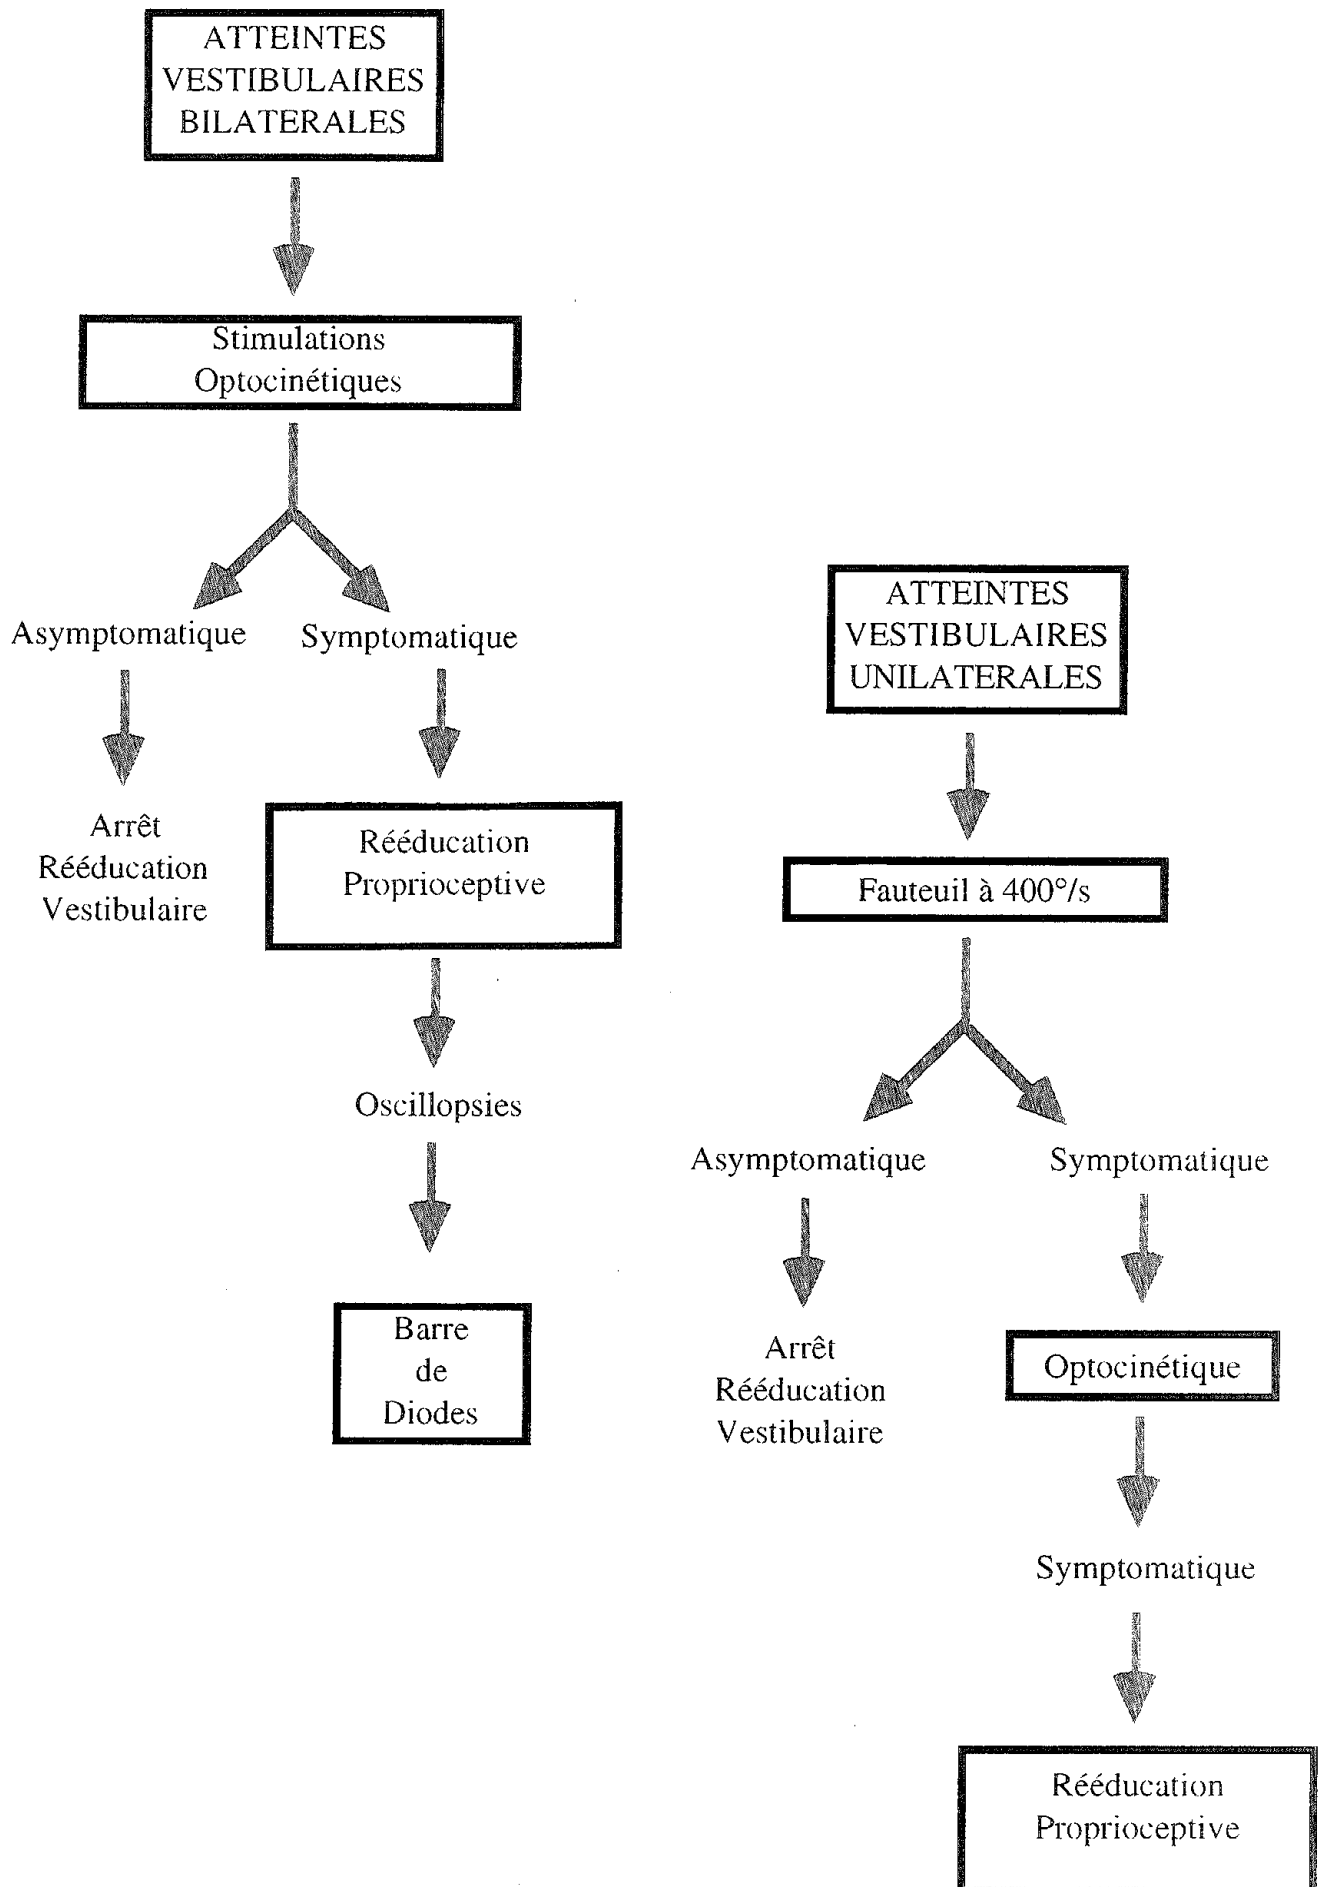 ATTEINTES
VESTIBULAIRES
BILATERALES
Stimulations
Optocinétiques
Asymptomatique
Symptomatique
Arrêt
Rééducation
Vestibulaire
Rééducation
Proprioceptive
Oscillopsies
Barre
de
Diodes
ATTEINTES
VESTIBULAIRES
UNILATERALES
Fauteuil à 400°/s
Asymptomatique
Symptomatique
Arrêt
Rééducation
Vestibulaire
Optocinétique
Symptomatique
Rééducation
Proprioceptive